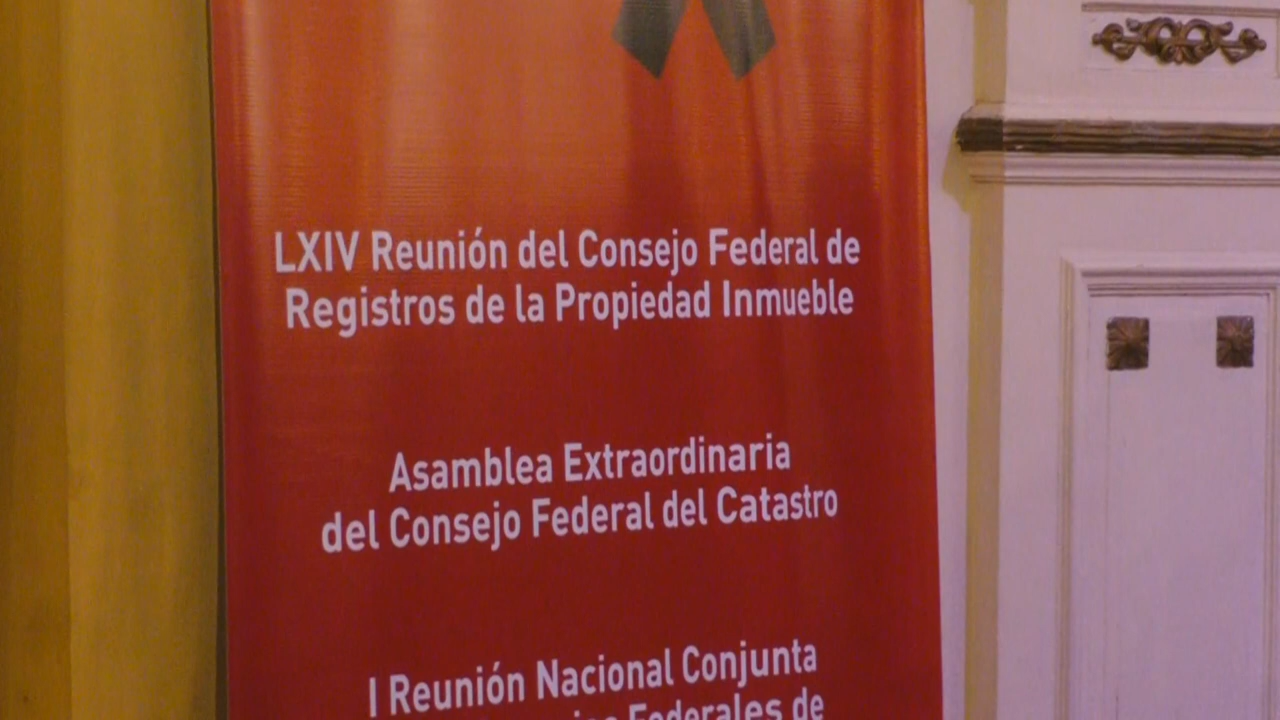 LXIV Reunión del Consejo Federal de
Registros de la Propiedad Inmueble
Asamblea Extraordinaria
del Consejo Federal del Catastro
I Reunión Nacional Conjunta
Federales de